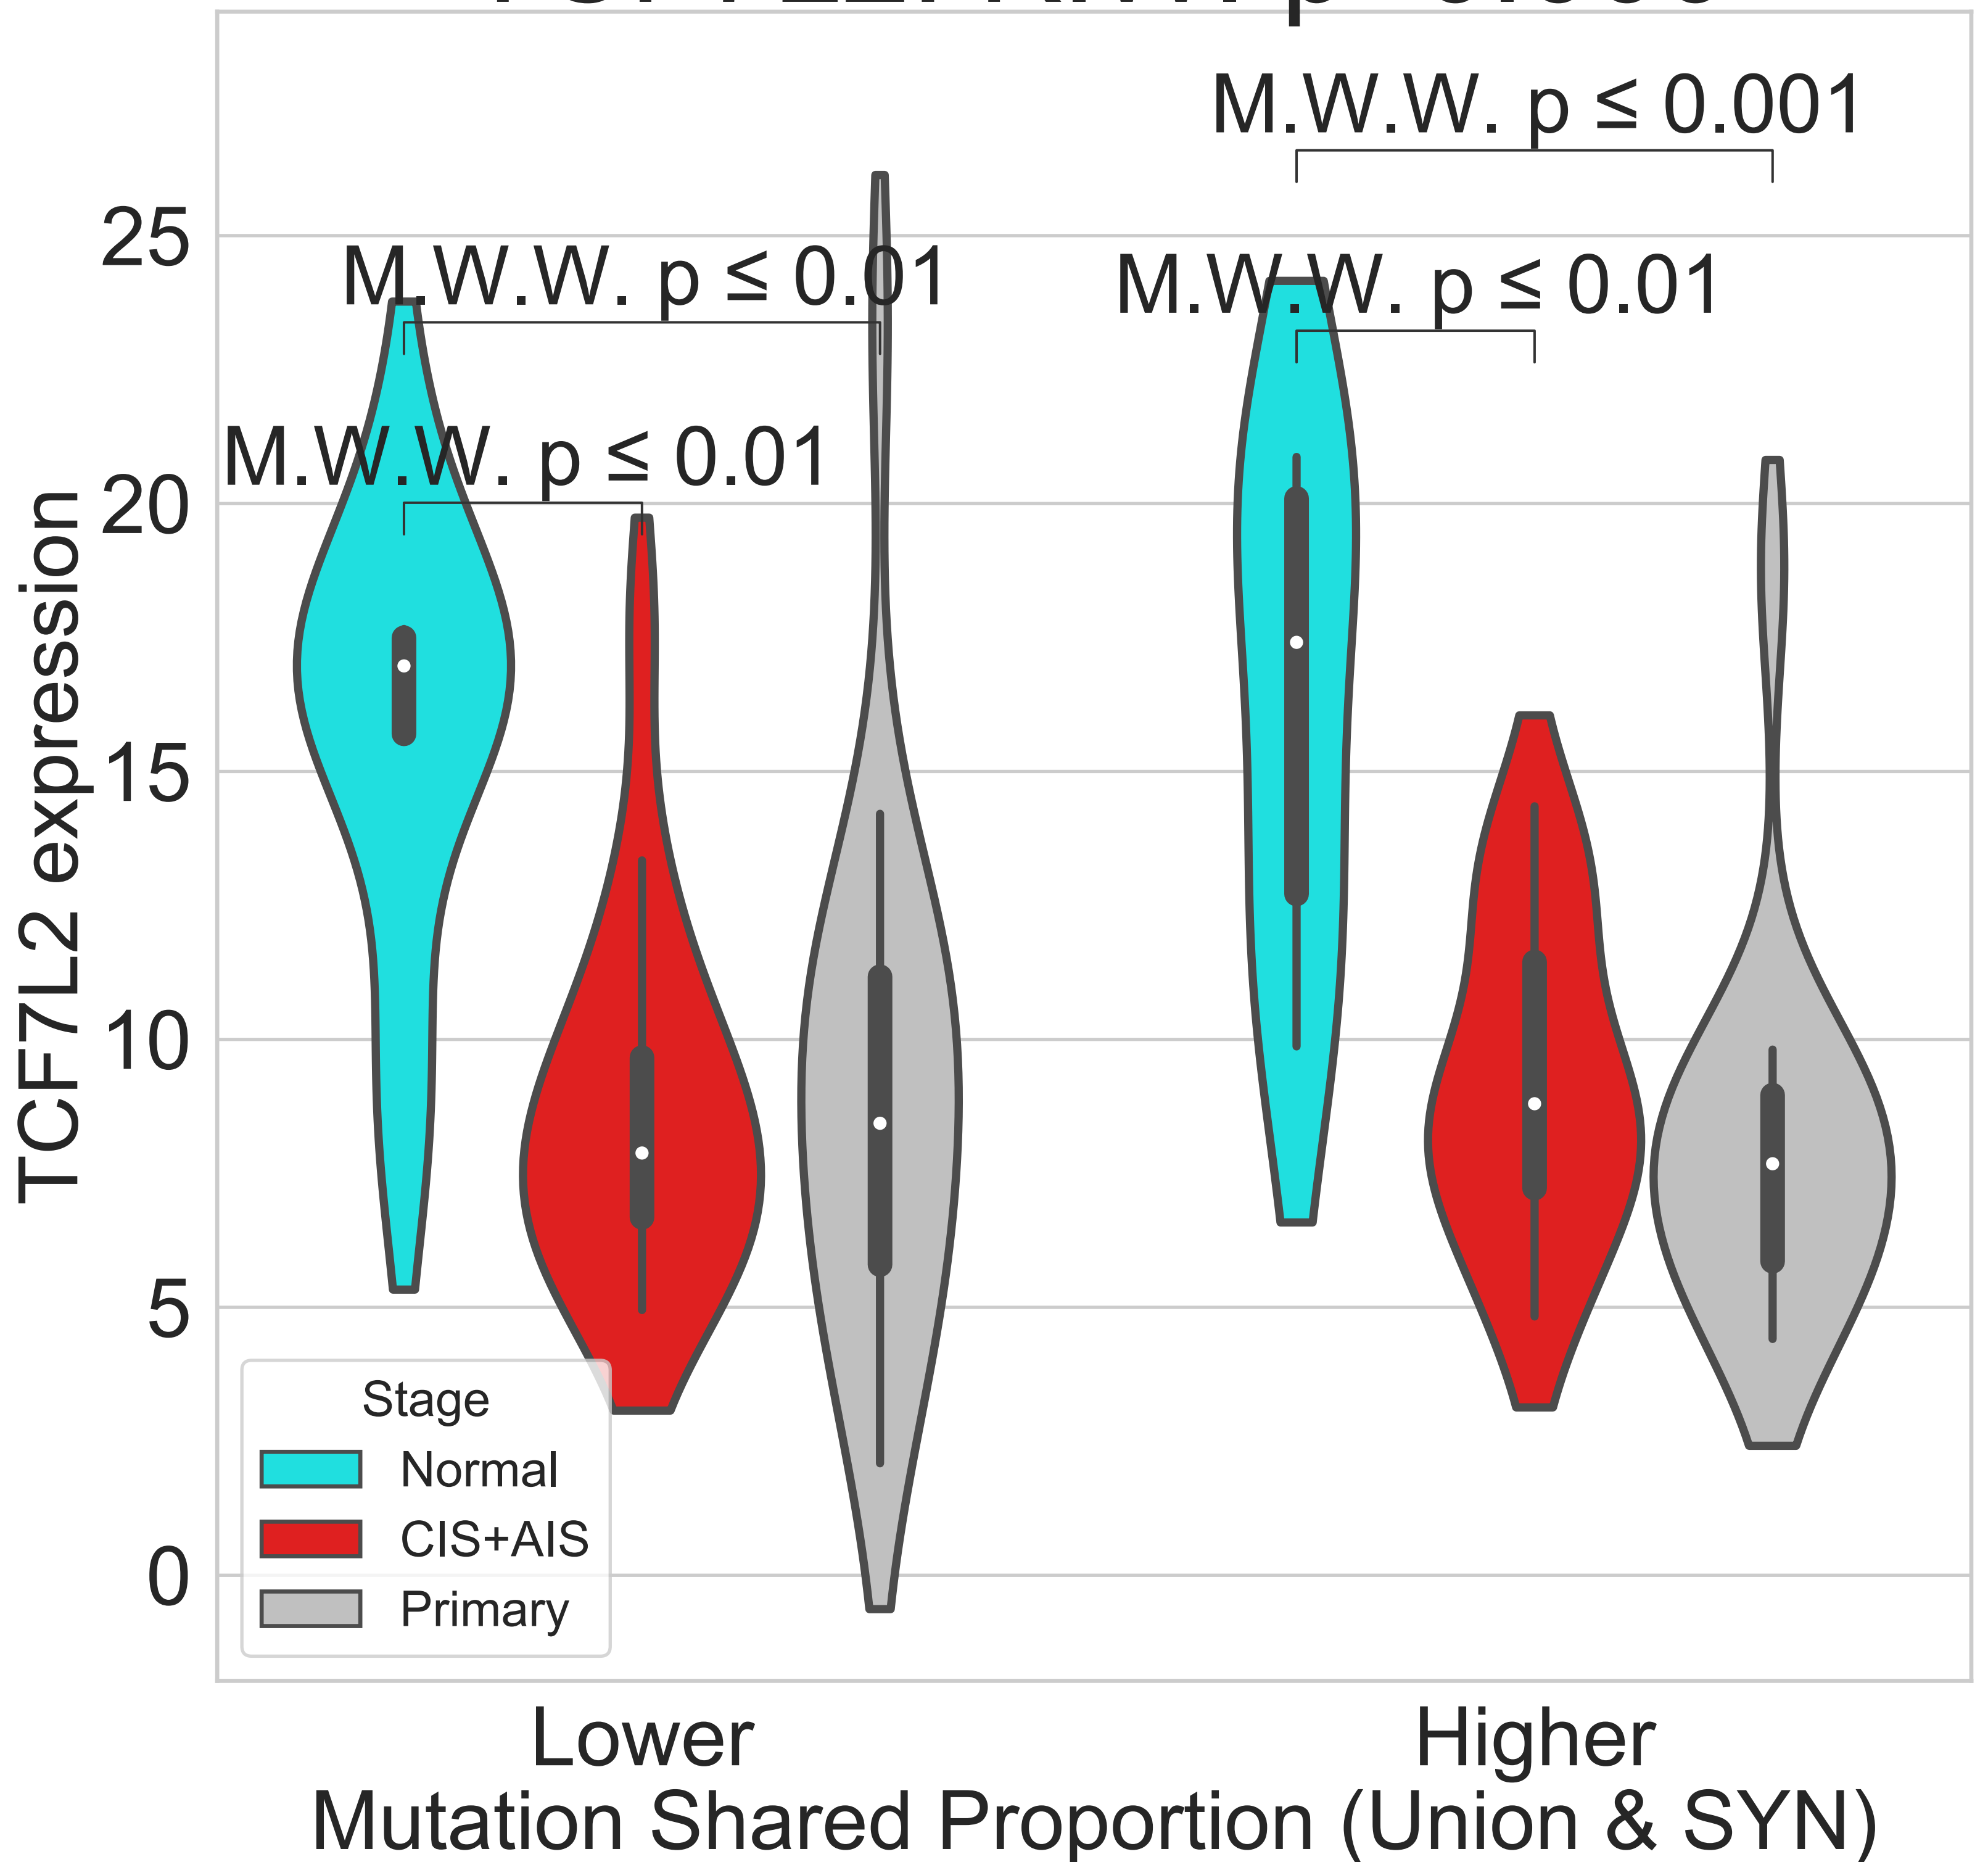 M.W.W. p ≤ 0.001
M.W.W. p ≤ 0.01
M.W.W. p ≤ 0.01
M.W.W. p ≤ 0.01
25
20
15
10
5
0
TCF7L2 expression
Stage
Normal
CIS+AIS
Primary
Lower
Higher
Mutation Shared Proportion (Union & SYN)